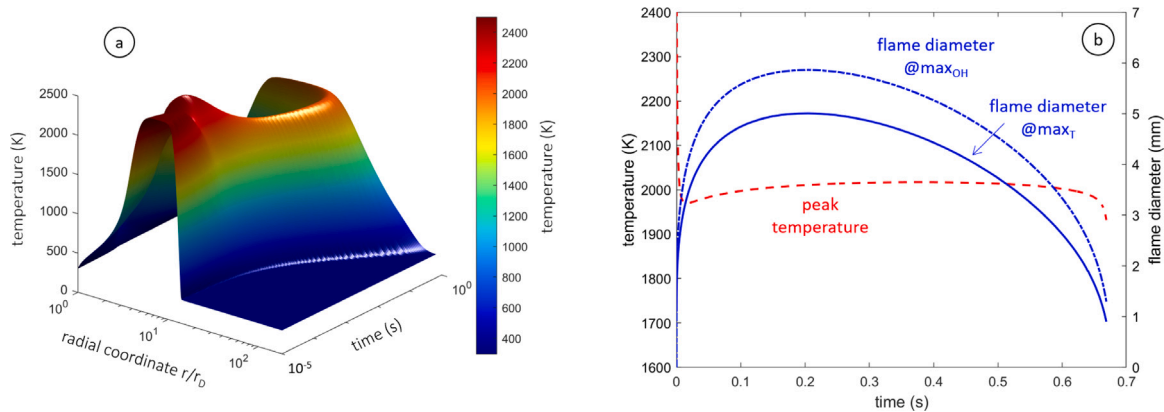 a
2500
2000
1500
1000
500
0
temperature (K)
10^0
10^1
10^2
radial coordinate r/r_D
10^-5
10^0
time (s)
2400
2200
2000
1800
1600
1400
1200
1000
800
600
400
temperature (K)
b
2400
2300
2200
2100
2000
1900
1800
1700
1600
temperature (K)
flame diameter
@max_OH
flame diameter
@max_T
peak
temperature
7
6
5
4
3
2
1
0
flame diameter (mm)
0 0.1 0.2 0.3 0.4 0.5 0.6 0.7
time (s)